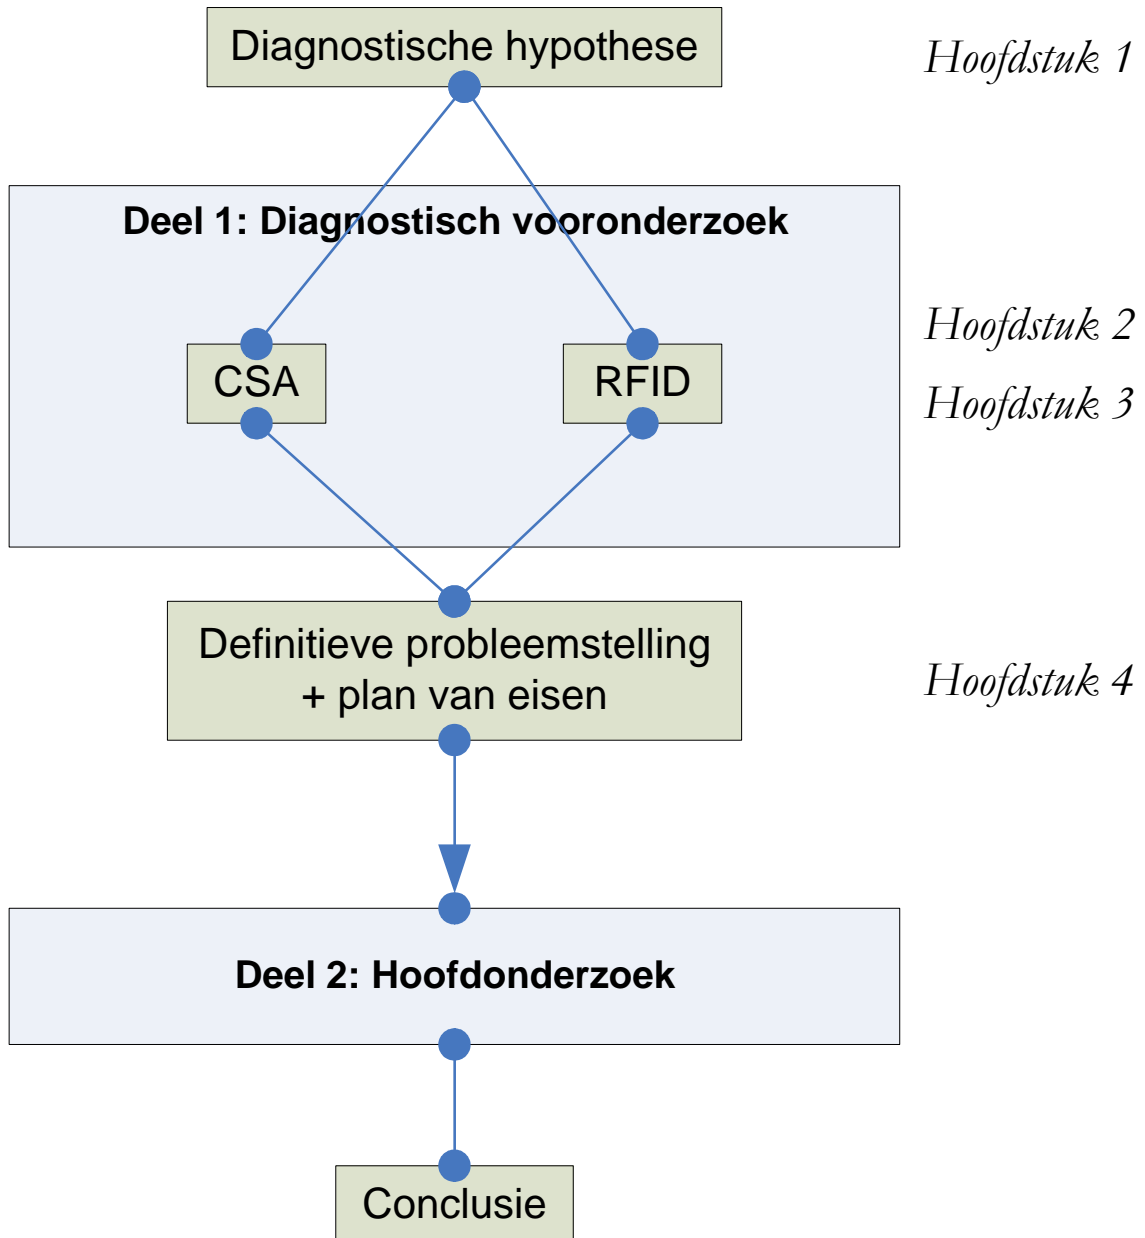 Diagnostische hypothese
Hoofdstuk 1
Deel 1: Diagnostisch vooronderzoek
Hoofdstuk 2
CSA
RFID
Hoofdstuk 3
Definitieve probleemstelling
+ plan van eisen
Hoofdstuk 4
Deel 2: Hoofdonderzoek
Conclusie